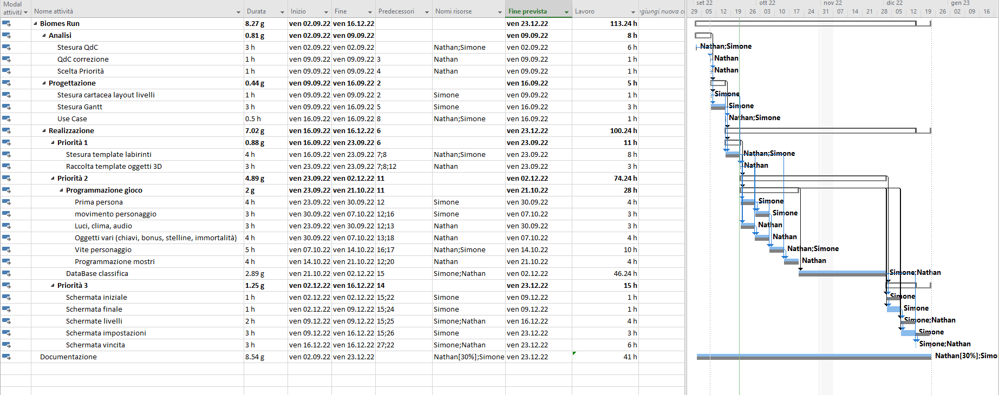 Modal attività Nome attività Durata Inizio Fine Predecessori Nomi risorse Fine prevista Lavoro giungi nuova co
set 22 ott 22 nov 22 dic 22 gen 23
29 05 12 19 26 03 10 17 24 31 07 14 21 28 05 12 19 26 02 09 16
Biomes Run 8.27 g ven 02.09.22 ven 16.12.22 ven 23.12.22 113.24 h
Analisi 0.81 g ven 02.09.22 ven 09.09.22 ven 09.09.22 8 h
Stesura QdC 3 h ven 02.09.22 ven 02.09.22 Nathan;Simone ven 02.09.22 6 h Nathan;Simone
QdC correzione 1 h ven 09.09.22 ven 09.09.22 3 Nathan ven 09.09.22 1 h Nathan
Scelta Priorità 1 h ven 09.09.22 ven 09.09.22 4 Nathan ven 09.09.22 1 h Nathan
Progettazione 0.44 g ven 09.09.22 ven 16.09.22 2 ven 16.09.22 5 h
Stesura cartacea layout livelli 1 h ven 09.09.22 ven 09.09.22 2 Simone ven 09.09.22 1 h Simone
Stesura Gantt 3 h ven 09.09.22 ven 16.09.22 5 Simone ven 16.09.22 3 h Simone
Use Case 0.5 h ven 16.09.22 ven 16.09.22 8 Nathan;Simone ven 16.09.22 1 h Nathan;Simone
Realizzazione 7.02 g ven 16.09.22 ven 16.12.22 6 ven 23.12.22 100.24 h
Priorità 1 0.88 g ven 16.09.22 ven 23.09.22 6 ven 23.09.22 11 h
Stesura template labirinti 4 h ven 16.09.22 ven 23.09.22 7;8 Nathan;Simone ven 23.09.22 8 h Nathan;Simone
Raccolta template oggetti 3D 3 h ven 23.09.22 ven 23.09.22 7;8;12 Nathan ven 23.09.22 3 h Nathan
Priorità 2 4.89 g ven 23.09.22 ven 02.12.22 11 ven 02.12.22 74.24 h
Programmazione gioco 2 g ven 23.09.22 ven 21.10.22 11 ven 21.10.22 28 h
Prima persona 4 h ven 23.09.22 ven 30.09.22 12 Simone ven 30.09.22 4 h Simone
movimento personaggio 3 h ven 30.09.22 ven 07.10.22 12;16 Simone ven 07.10.22 3 h Simone
Luci, clima, audio 3 h ven 23.09.22 ven 30.09.22 12;13 Nathan ven 30.09.22 3 h Nathan
Oggetti vari (chiavi, bonus, stelline, immortalità) 4 h ven 30.09.22 ven 07.10.22 13;18 Nathan ven 07.10.22 4 h Nathan
Vite personaggio 5 h ven 07.10.22 ven 14.10.22 16;17 Nathan;Simone ven 14.10.22 10 h Nathan;Simone
Programmazione mostri 4 h ven 14.10.22 ven 21.10.22 12;20 Nathan ven 21.10.22 4 h Nathan
DataBase classifica 2.89 g ven 21.10.22 ven 02.12.22 15 Simone;Nathan ven 02.12.22 46.24 h Simone;Nathan
Priorità 3 1.25 g ven 02.12.22 ven 16.12.22 14 ven 23.12.22 15 h
Schermata iniziale 1 h ven 02.12.22 ven 02.12.22 15;22 Simone ven 09.12.22 1 h Simone
Schermata finale 1 h ven 02.12.22 ven 09.12.22 15;24 Simone ven 09.12.22 1 h Simone
Schermate livelli 2 h ven 09.12.22 ven 09.12.22 15;25 Simone;Nathan ven 16.12.22 4 h Simone;Nathan
Schermata impostazioni 3 h ven 09.12.22 ven 16.12.22 15;26 Simone ven 23.12.22 3 h Simone
Schermata vincita 3 h ven 16.12.22 ven 16.12.22 27;22 Simone;Nathan ven 23.12.22 6 h Simone;Nathan
Documentazione 8.54 g ven 02.09.22 ven 23.12.22 Nathan[30%];Simone ven 23.12.22 41 h Nathan[30%];Simo